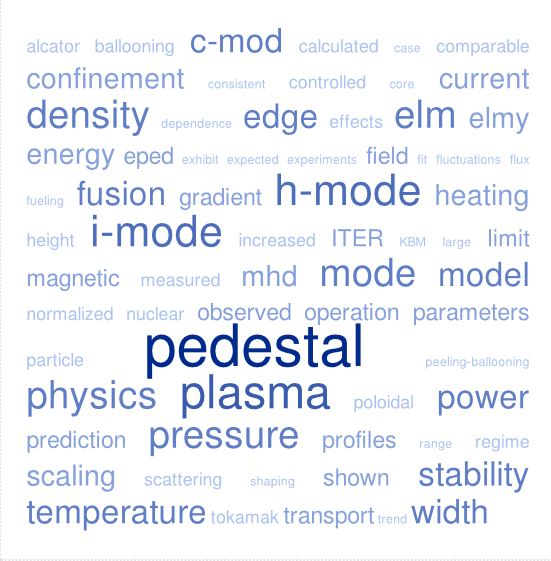 alcator ballooning c-mod calculated case comparable
confinement consistent controlled core current
density dependence edge effects elm elmy
energy eped exhibit expected experiments field fit fluctuations flux
fueling fusion gradient h-mode heating
height i-mode increased ITER KBM large limit
magnetic measured mhd mode model
normalized nuclear observed operation parameters
particle pedestal peeling-ballooning
physics plasma poloidal power
prediction pressure profiles range regime
scaling scattering shaping shown stability
temperature tokamak transport trend width